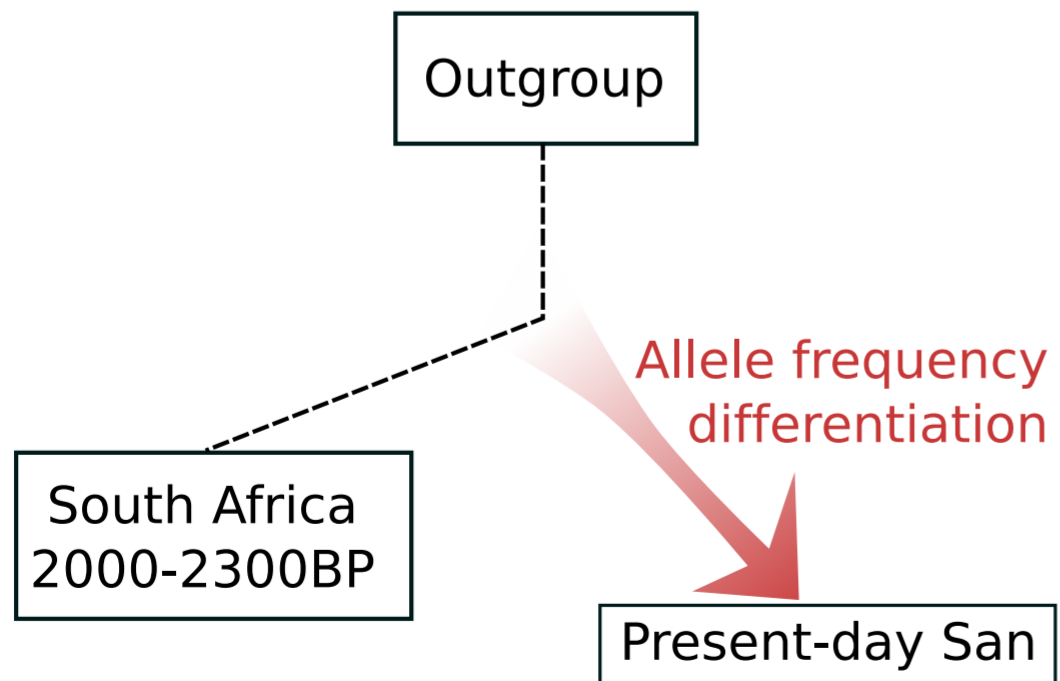 Outgroup
Allele frequency
differentiation
South Africa
2000-2300BP
Present-day San